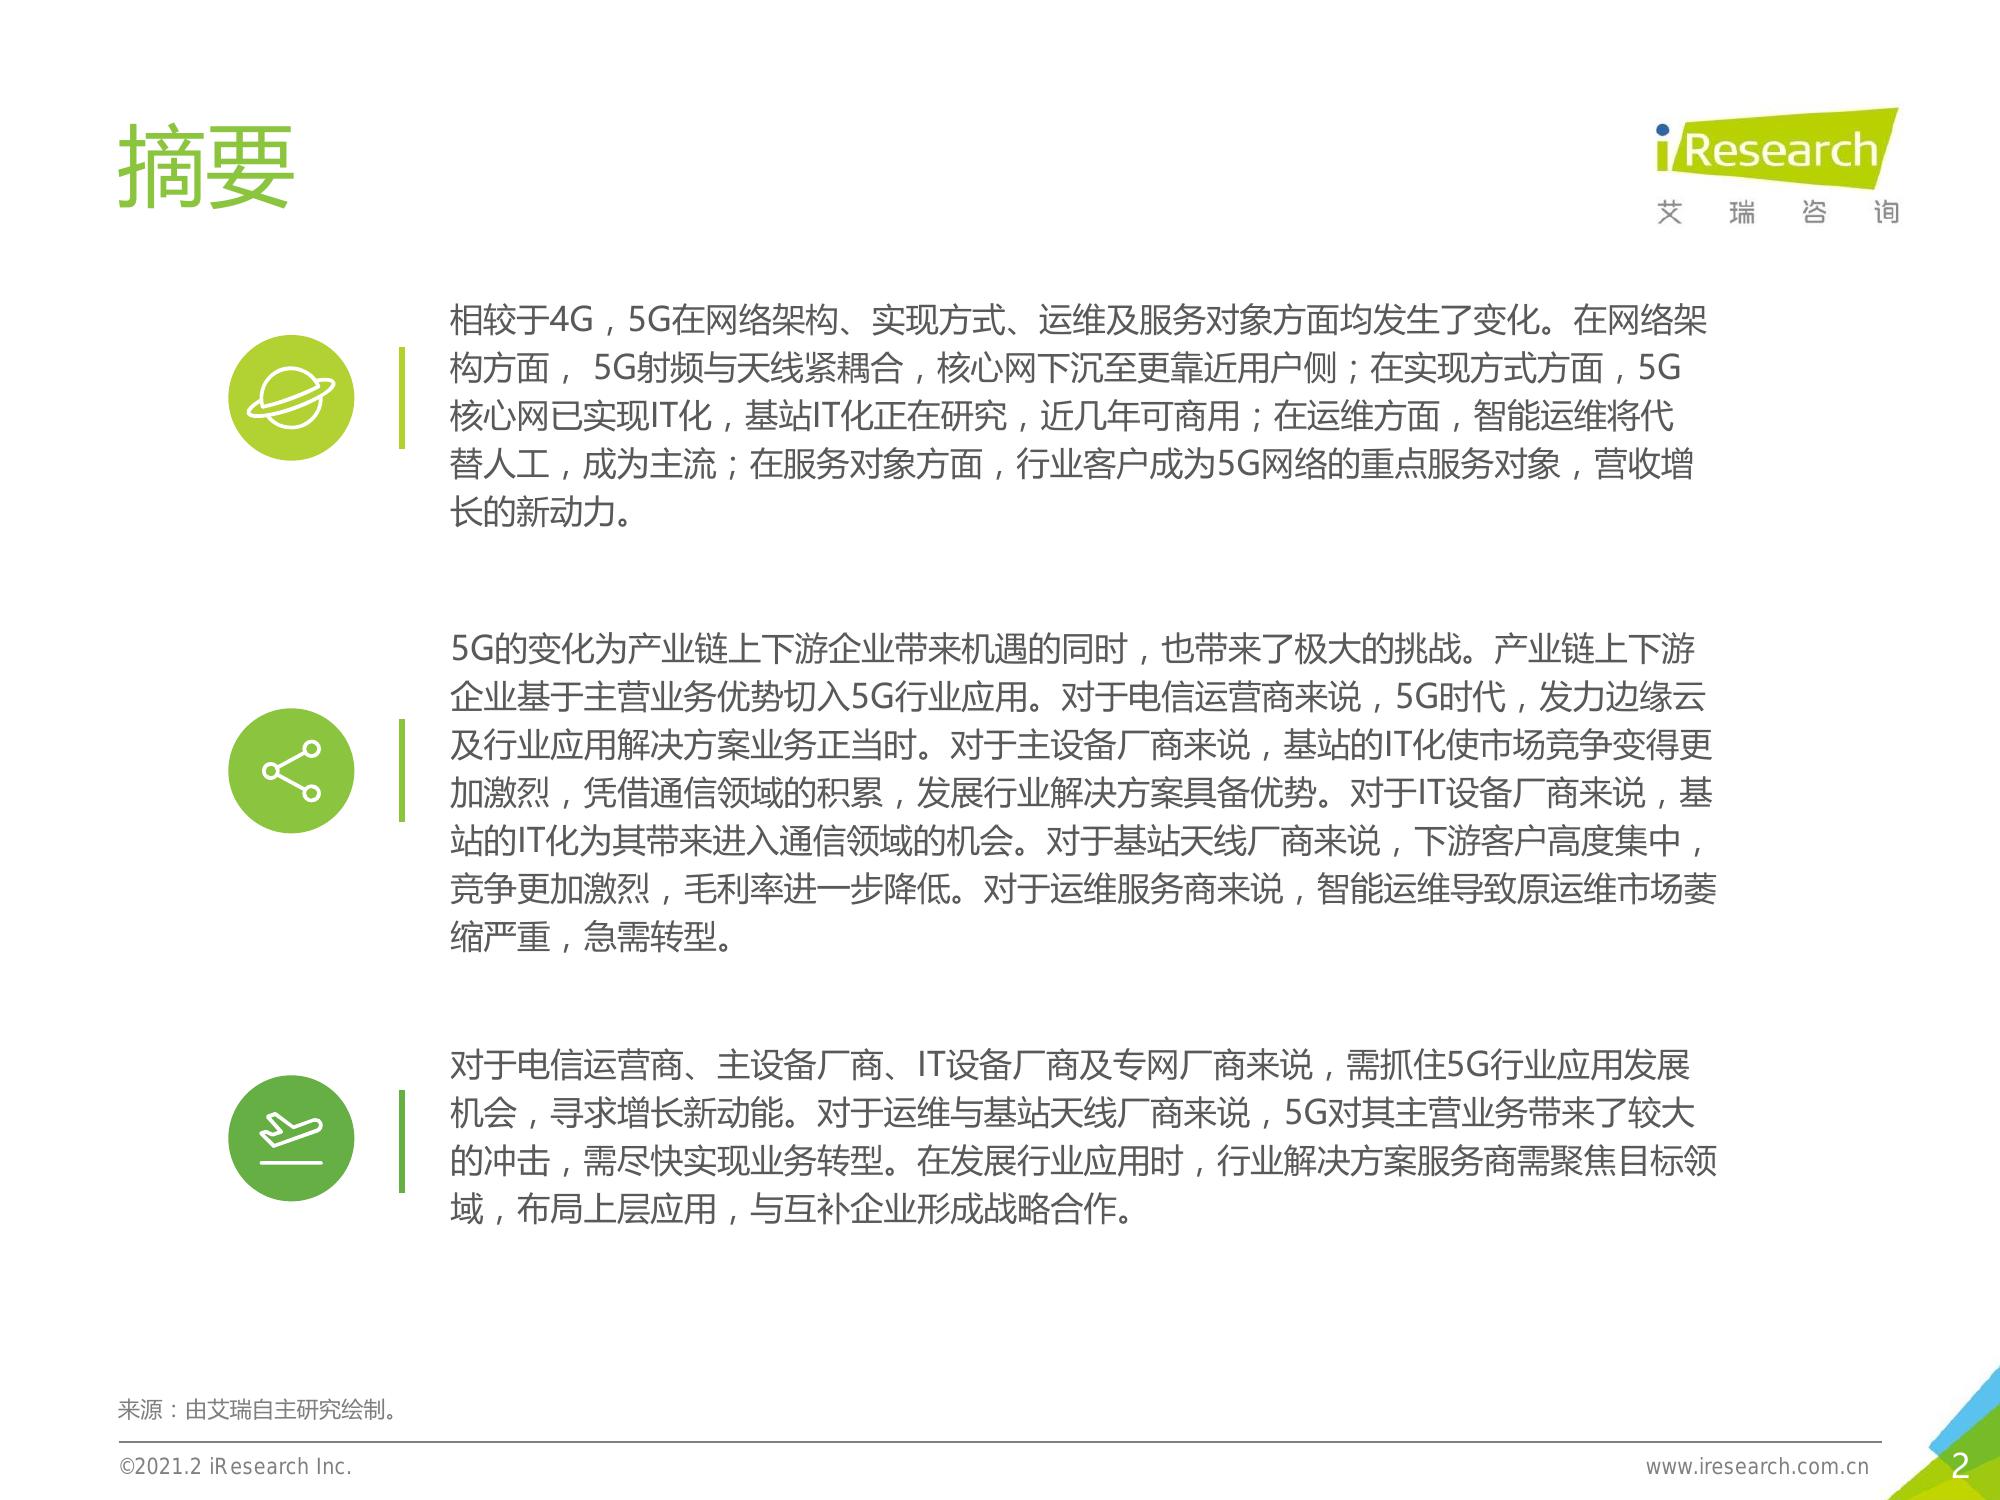 摘要
iResearch
艾瑞咨询
相较于4G，5G在网络架构、实现方式、运维及服务对象方面均发生了变化。在网络架
构方面， 5G射频与天线紧耦合，核心网下沉至更靠近用户侧；在实现方式方面，5G
核心网已实现IT化，基站IT化正在研究，近几年可商用；在运维方面，智能运维将代
替人工，成为主流；在服务对象方面，行业客户成为5G网络的重点服务对象，营收增
长的新动力。
5G的变化为产业链上下游企业带来机遇的同时，也带来了极大的挑战。产业链上下游
企业基于主营业务优势切入5G行业应用。对于电信运营商来说，5G时代，发力边缘云
及行业应用解决方案业务正当时。对于主设备厂商来说，基站的IT化使市场竞争变得更
加激烈，凭借通信领域的积累，发展行业解决方案具备优势。对于IT设备厂商来说，基
站的IT化为其带来进入通信领域的机会。对于基站天线厂商来说，下游客户高度集中，
竞争更加激烈，毛利率进一步降低。对于运维服务商来说，智能运维导致原运维市场萎
缩严重，急需转型。
对于电信运营商、主设备厂商、IT设备厂商及专网厂商来说，需抓住5G行业应用发展
机会，寻求增长新动能。对于运维与基站天线厂商来说，5G对其主营业务带来了较大
的冲击，需尽快实现业务转型。在发展行业应用时，行业解决方案服务商需聚焦目标领
域，布局上层应用，与互补企业形成战略合作。
来源：由艾瑞自主研究绘制。
©2021.2 iResearch Inc.
www.iresearch.com.cn
2